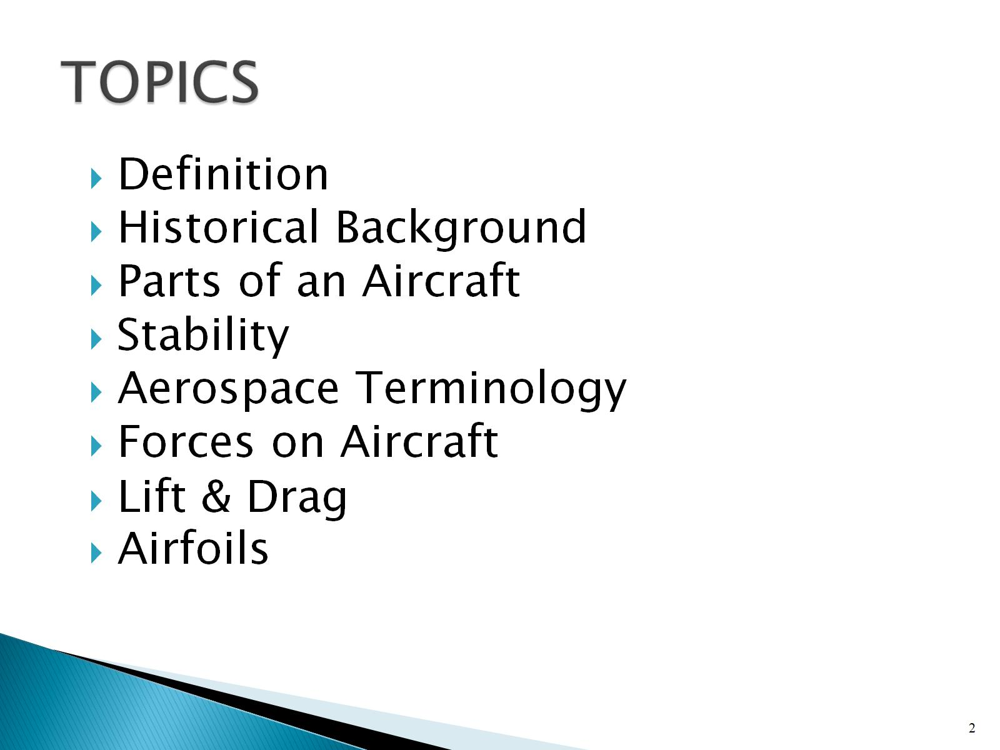 TOPICS
Definition
Historical Background
Parts of an Aircraft
Stability
Aerospace Terminology
Forces on Aircraft
Lift & Drag
Airfoils
2